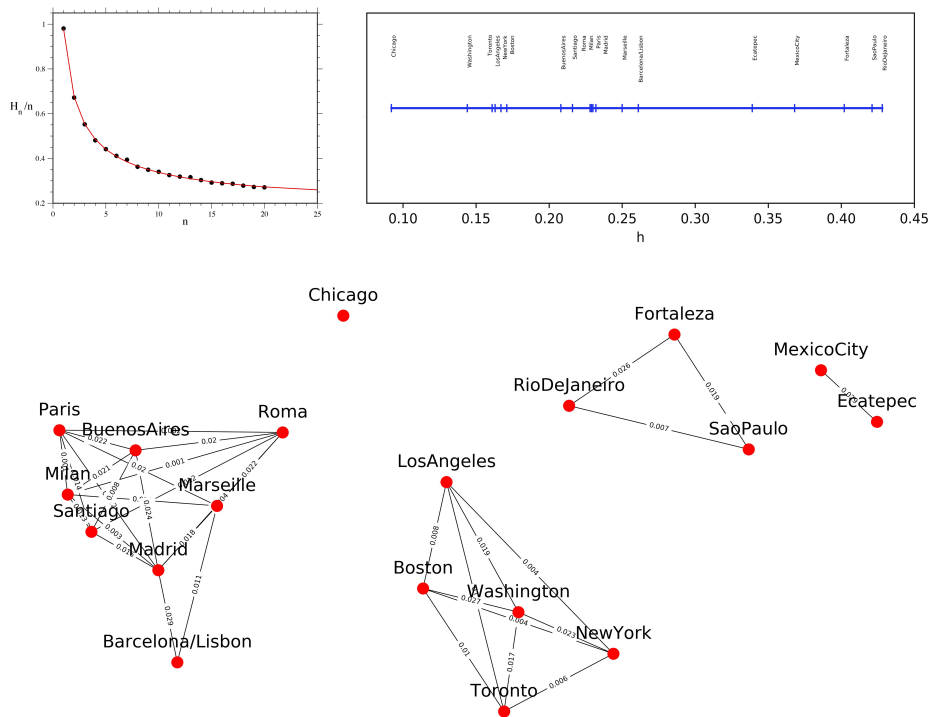 1
0.8
0.6
0.4
0.2
H_n/n
0 5 10 15 20 25
n
Chicago
Washington
Toronto
LosAngeles
NewYork
Boston
BuenosAires
Santiago
Roma
Milan
Paris
Madrid
Marseille
Barcelona/Lisbon
Ecatepec
MexicoCity
Fortaleza
SaoPaulo
RioDeJaneiro
0.10 0.15 0.20 0.25 0.30 0.35 0.40 0.45
h
Chicago
Fortaleza
MexicoCity
0.026
RioDeJaneiro
0.019
Ecatepec
0.007
SaoPaulo
Paris
Roma
BuenosAires
0.022
0.02
0.02
0.001
0.021
0.022
Milan
Marseille
0.008
Santiago
0.024
0.003
0.018
Madrid
0.011
0.029
Barcelona/Lisbon
LosAngeles
0.008
0.019
0.004
Boston
Washington
0.027
0.004
0.023
NewYork
0.01
0.017
0.006
Toronto